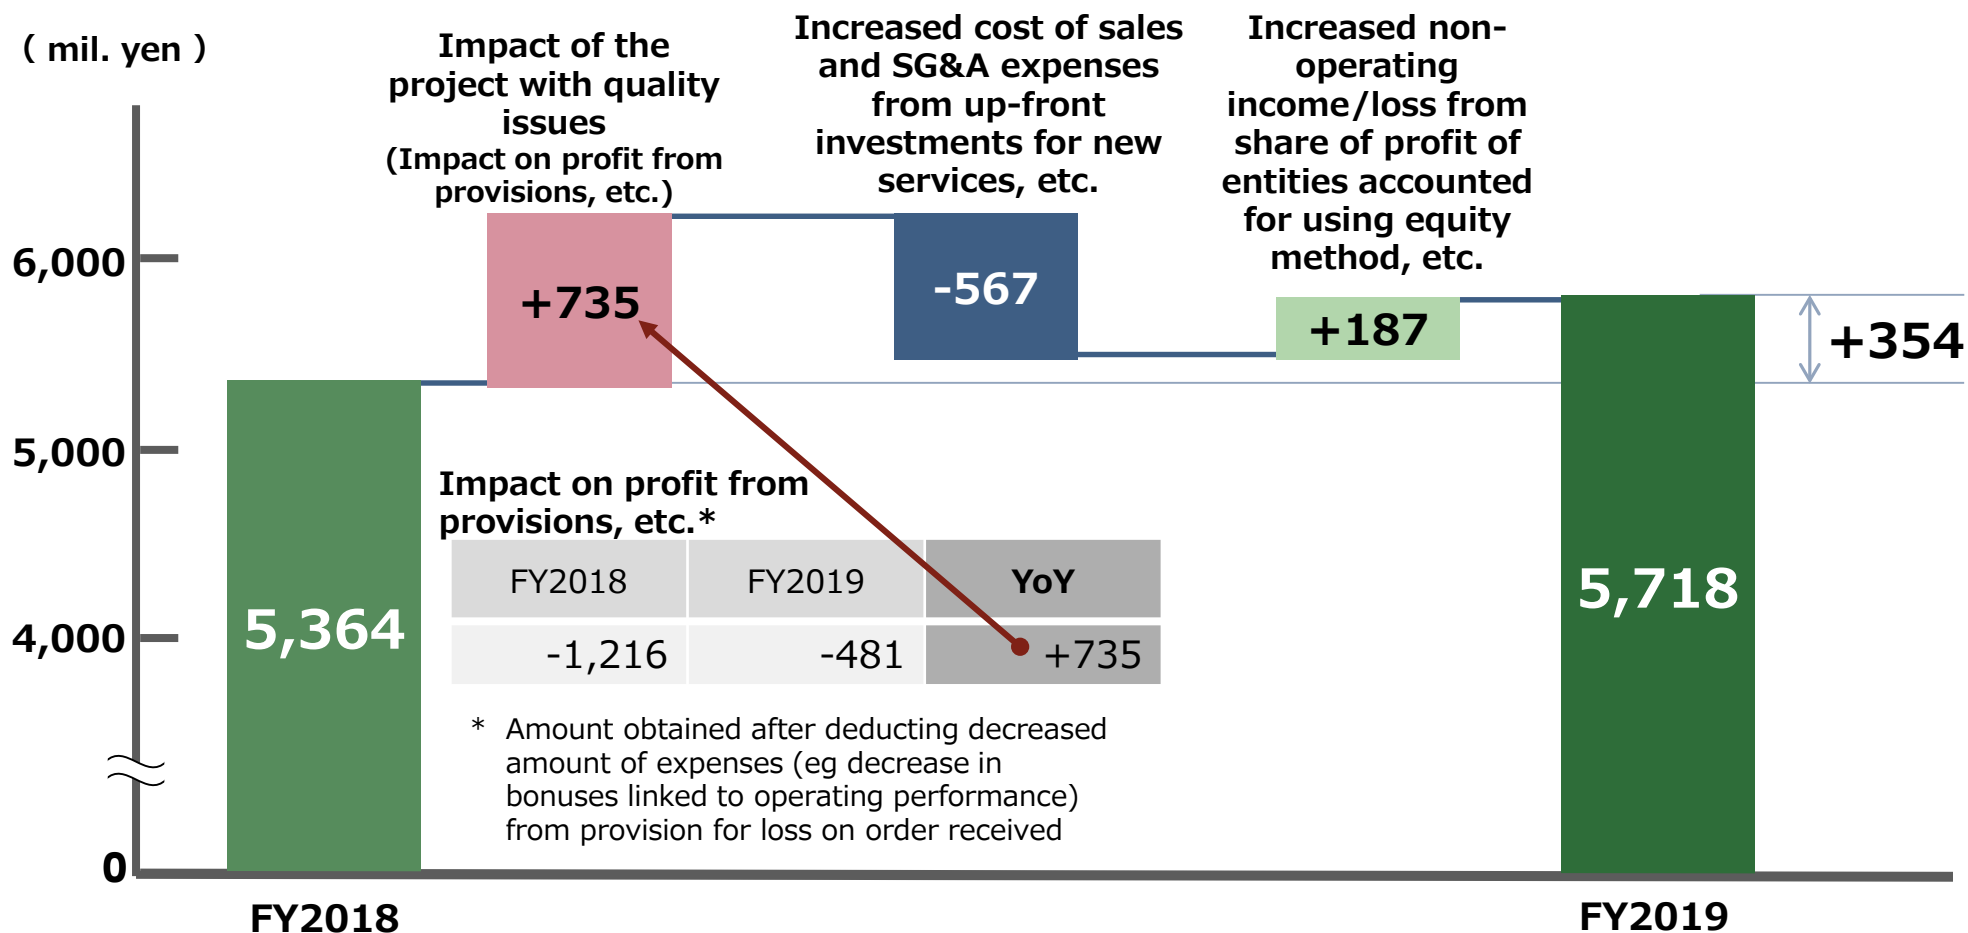 ( mil. yen )
Impact of the
project with quality
issues
(Impact on profit from
provisions, etc.)
Increased cost of sales
and SG&A expenses
from up-front
investments for new
services, etc.
Increased non-
operating
income/loss from
share of profit of
entities accounted
for using equity
method, etc.
6,000
5,000
4,000
0
+735
-567
+187
+354
5,364
5,718
Impact on profit from
provisions, etc.*
FY2018 FY2019 YoY
-1,216 -481 +735
* Amount obtained after deducting decreased
amount of expenses (eg decrease in
bonuses linked to operating performance)
from provision for loss on order received
FY2018
FY2019